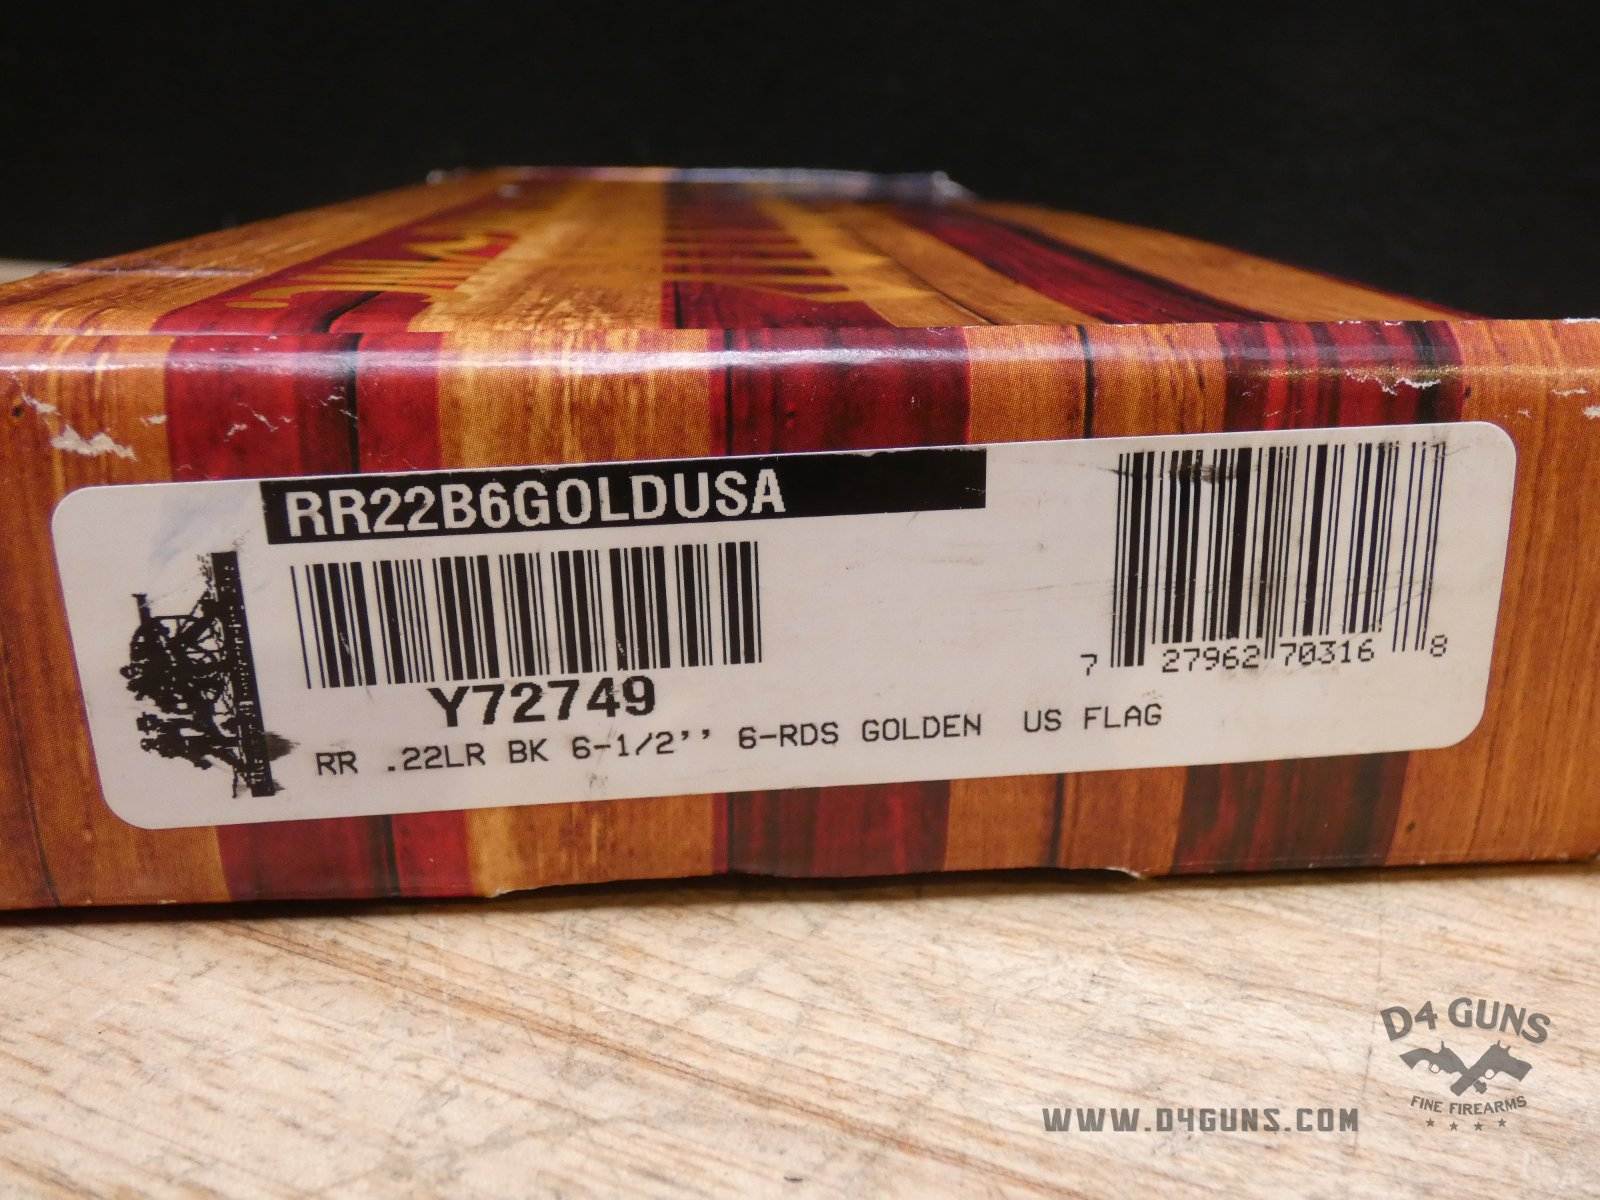 RR22B6GOLDUSA
Y72749
RR .22LR BK 6-1/2'' 6-RDS GOLDEN US FLAG
7 27962 70316 8
D4 GUNS
FINE FIREARMS
WWW.D4GUNS.COM